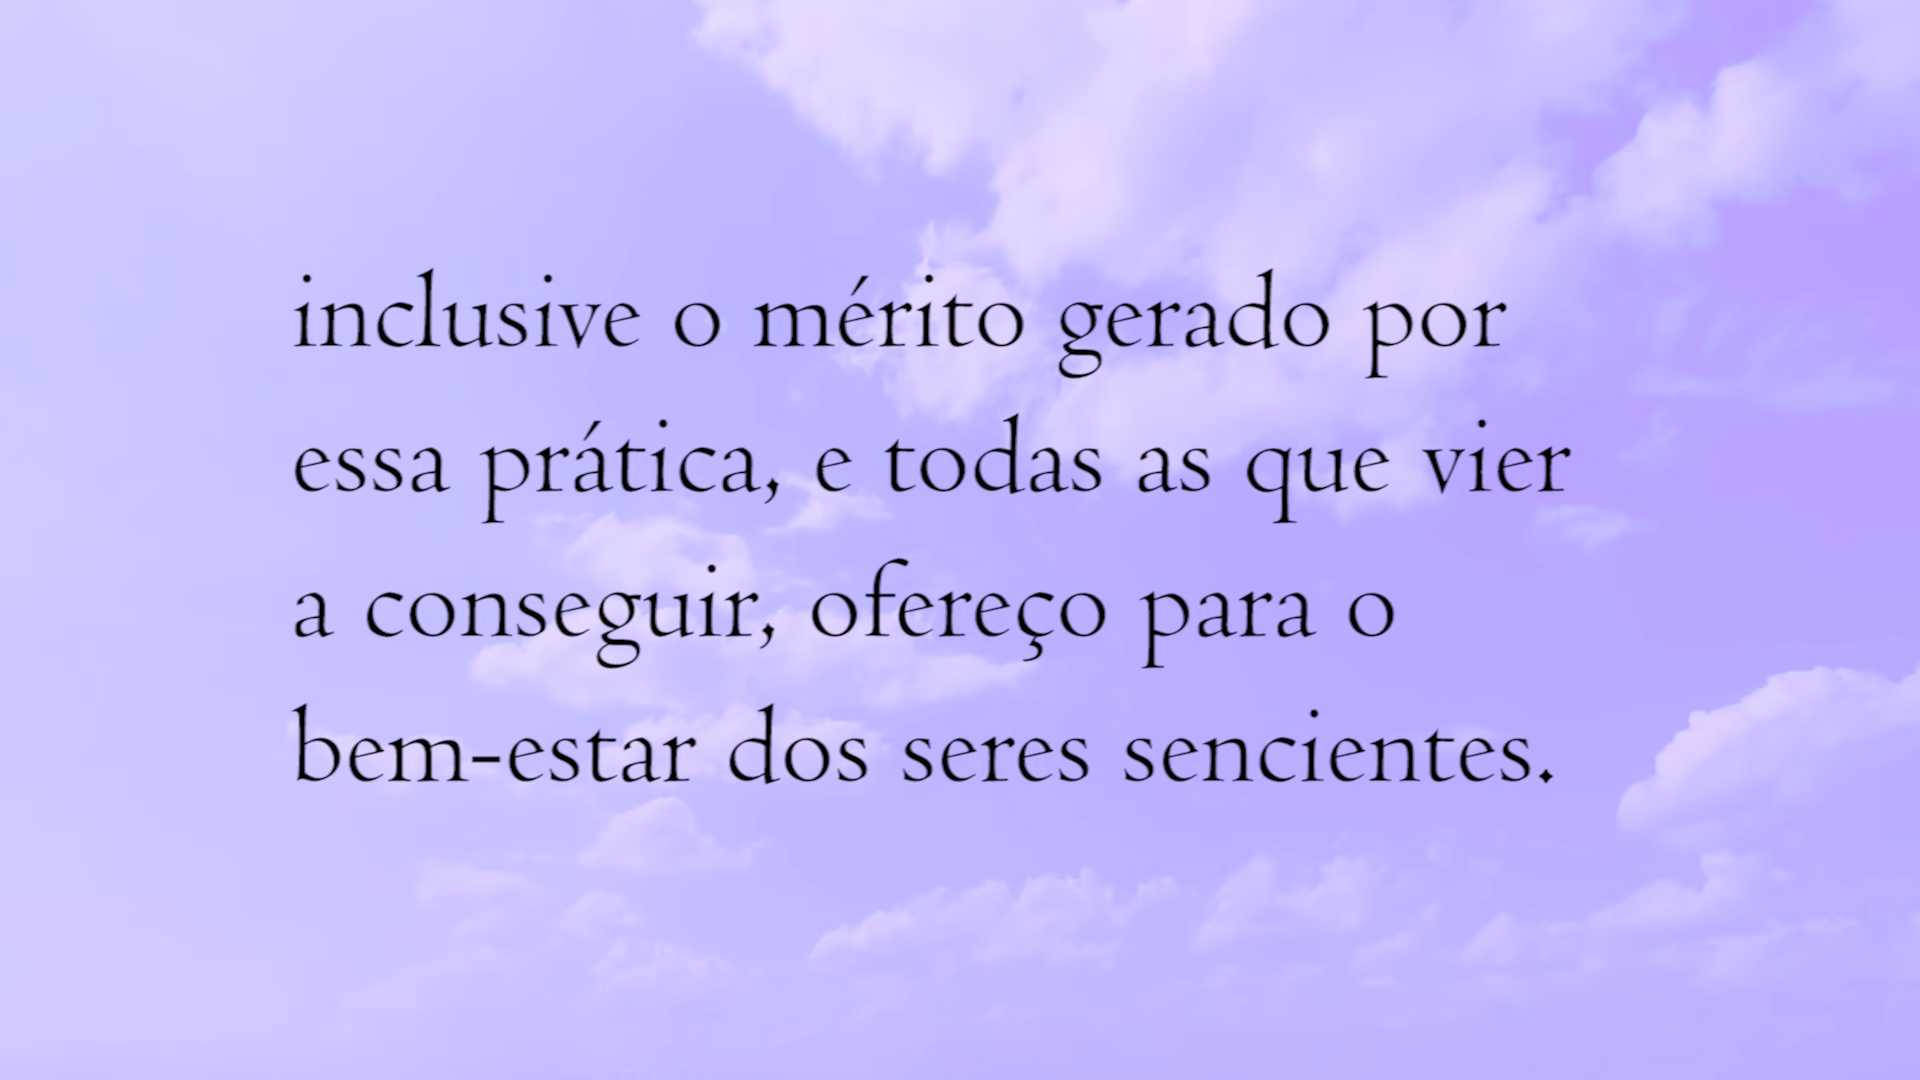 inclusive o mérito gerado por
essa prática, e todas as que vier
a conseguir, ofereço para o
bem-estar dos seres sencientes.